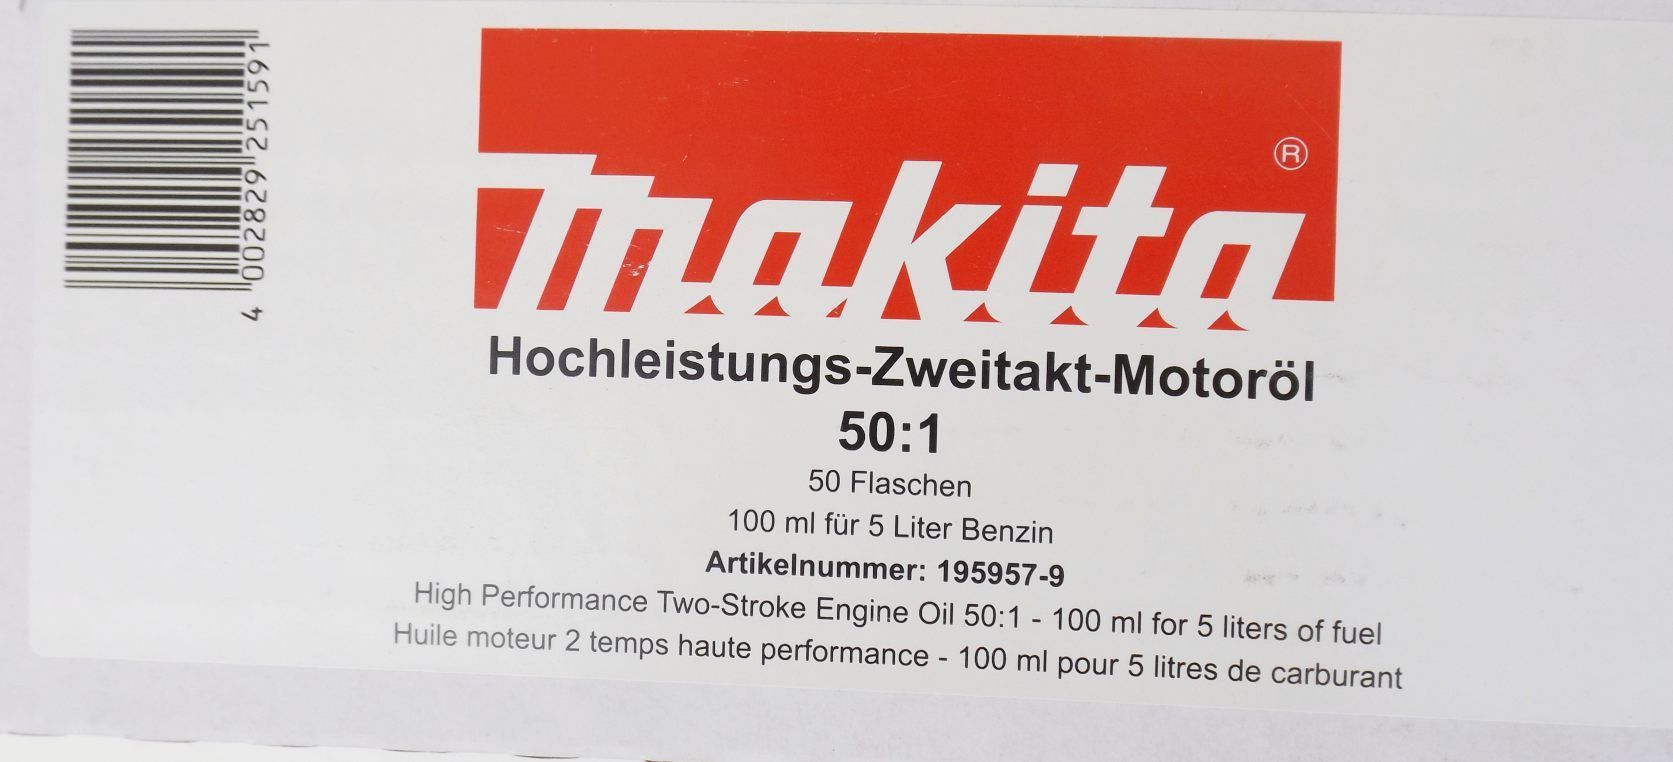 4 002829 251591
makita®
Hochleistungs-Zweitakt-Motoröl
50:1
50 Flaschen
100 ml für 5 Liter Benzin
Artikelnummer: 195957-9
High Performance Two-Stroke Engine Oil 50:1 - 100 ml for 5 liters of fuel
Huile moteur 2 temps haute performance - 100 ml pour 5 litres de carburant